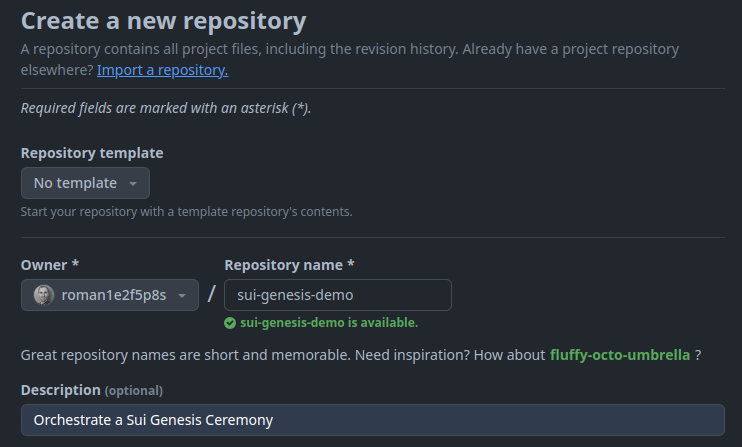 Create a new repository
A repository contains all project files, including the revision history. Already have a project repository
elsewhere? Import a repository.
Required fields are marked with an asterisk (*).
Repository template
No template
Start your repository with a template repository's contents.
Owner * Repository name *
roman1e2f5p8s / sui-genesis-demo
sui-genesis-demo is available.
Great repository names are short and memorable. Need inspiration? How about fluffy-octo-umbrella ?
Description (optional)
Orchestrate a Sui Genesis Ceremony